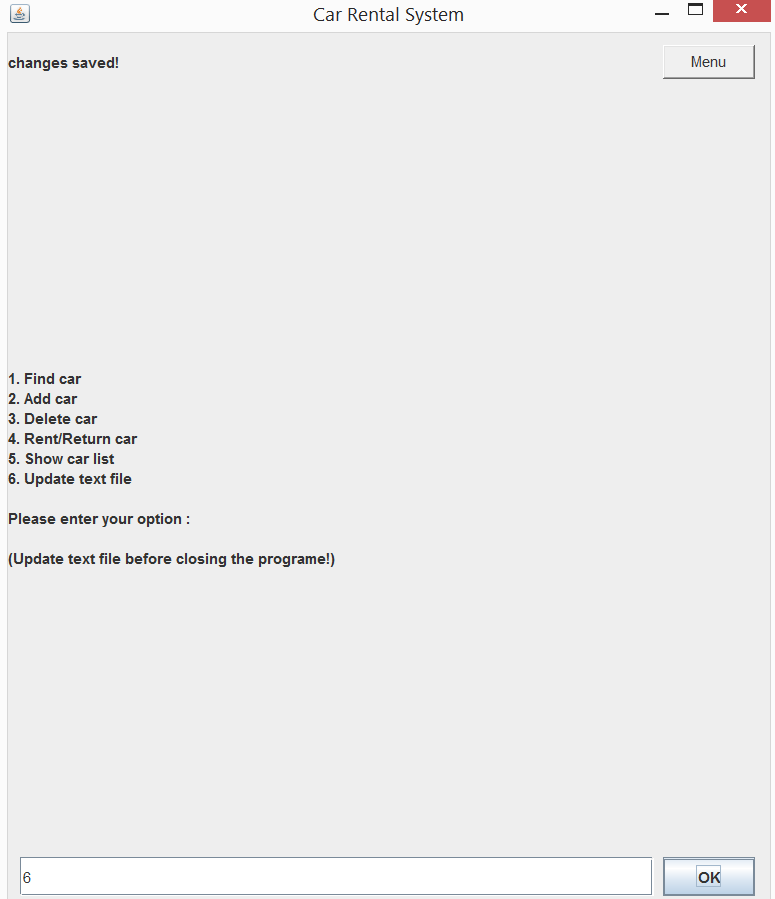 Car Rental System
changes saved!
Menu
1. Find car
2. Add car
3. Delete car
4. Rent/Return car
5. Show car list
6. Update text file
Please enter your option :
(Update text file before closing the programe!)
6
OK